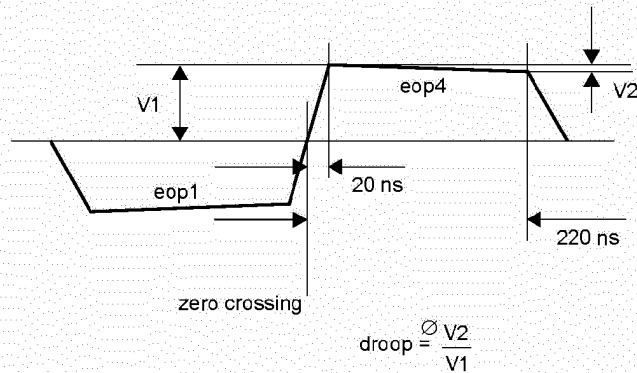 V1
eop4
V2
eop1
20 ns
220 ns
zero crossing
droop = ∅ V2
V1